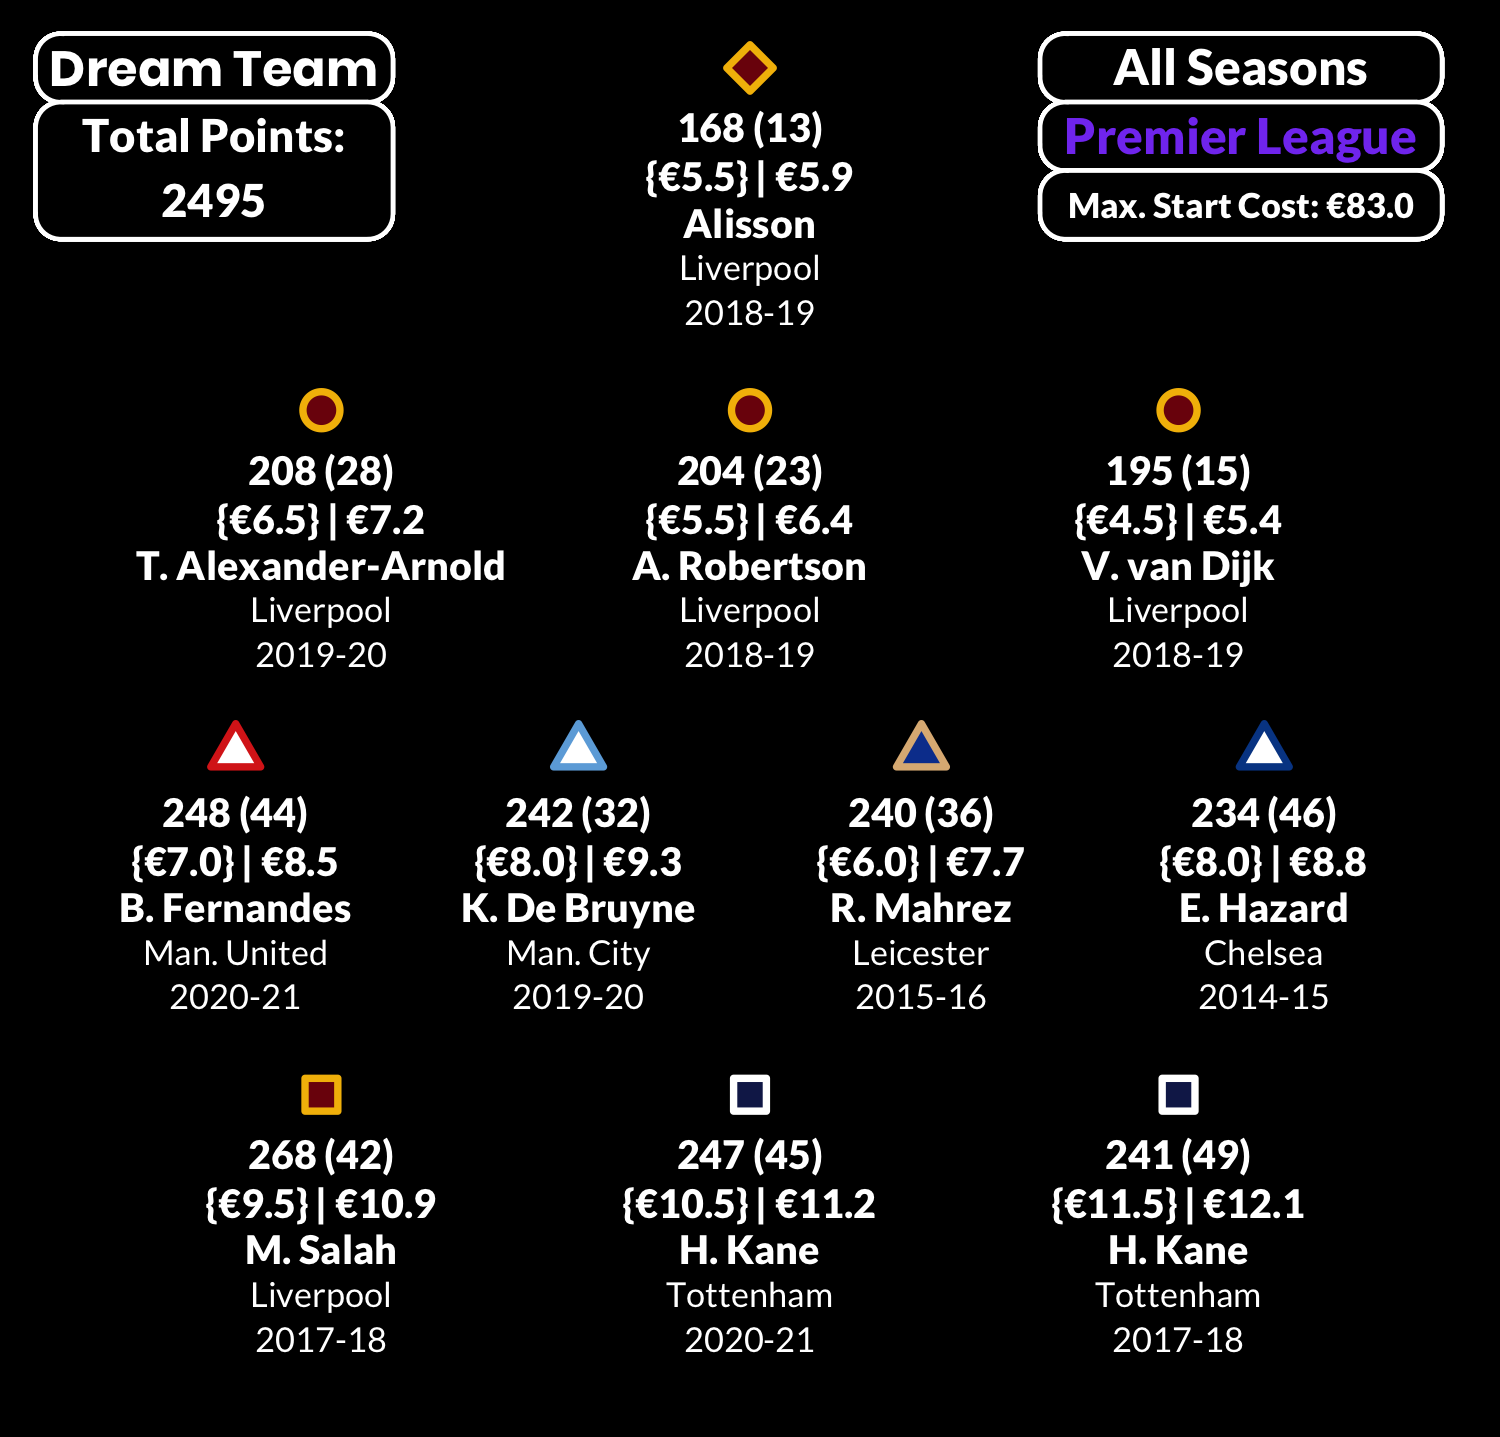 Dream Team
Total Points:
2495
All Seasons
Premier League
Max. Start Cost: €83.0
168 (13)
{€5.5} | €5.9
Alisson
Liverpool
2018-19
208 (28)
{€6.5} | €7.2
T. Alexander-Arnold
Liverpool
2019-20
204 (23)
{€5.5} | €6.4
A. Robertson
Liverpool
2018-19
195 (15)
{€4.5} | €5.4
V. van Dijk
Liverpool
2018-19
248 (44)
{€7.0} | €8.5
B. Fernandes
Man. United
2020-21
242 (32)
{€8.0} | €9.3
K. De Bruyne
Man. City
2019-20
240 (36)
{€6.0} | €7.7
R. Mahrez
Leicester
2015-16
234 (46)
{€8.0} | €8.8
E. Hazard
Chelsea
2014-15
268 (42)
{€9.5} | €10.9
M. Salah
Liverpool
2017-18
247 (45)
{€10.5} | €11.2
H. Kane
Tottenham
2020-21
241 (49)
{€11.5} | €12.1
H. Kane
Tottenham
2017-18